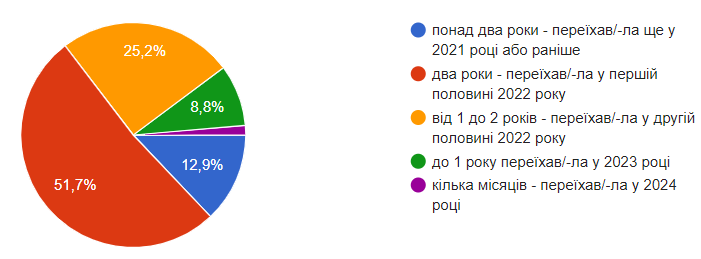 25,2%
8,8%
12,9%
51,7%
понад два роки - переїхав/-ла ще у
2021 році або раніше
два роки - переїхав/-ла у першій
половині 2022 року
від 1 до 2 років - переїхав/-ла у другій
половині 2022 року
до 1 року переїхав/-ла у 2023 році
кілька місяців - переїхав/-ла у 2024
році